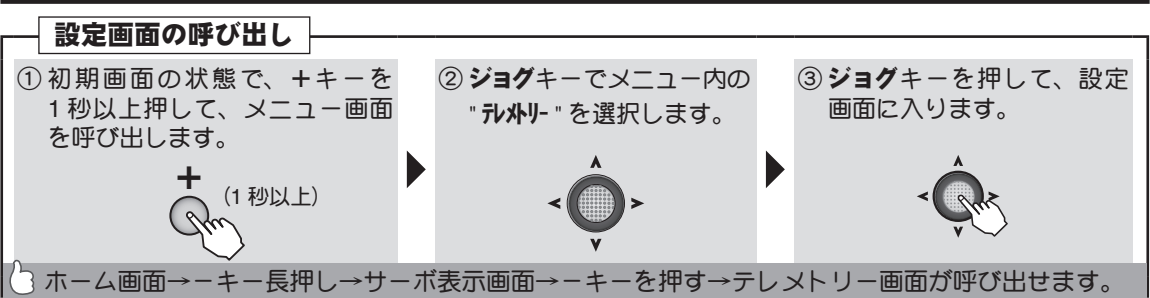 設定画面の呼び出し
① 初期画面の状態で、＋キーを
1 秒以上押して、メニュー画面
を呼び出します。
＋
（1 秒以上）
② ジョグキーでメニュー内の
" ﾃﾚﾒﾄﾘｰ " を選択します。
③ ジョグキーを押して、設定
画面に入ります。
ホーム画面→－キー長押し→サーボ表示画面→－キーを押す→テレメトリー画面が呼び出せます。